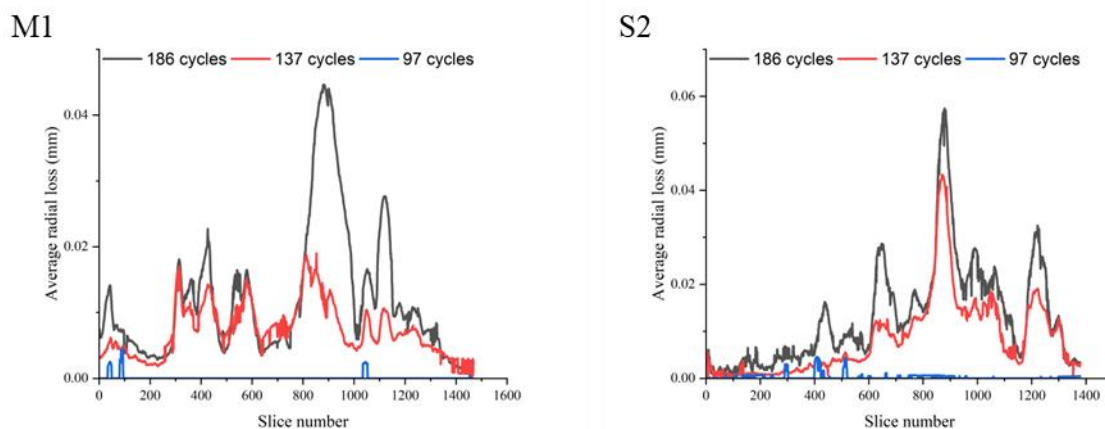 M1
186 cycles 137 cycles 97 cycles
Average radial loss (mm)
0.04
0.02
0.00
0 200 400 600 800 1000 1200 1400 1600
Slice number
S2
186 cycles 137 cycles 97 cycles
Average radial loss (mm)
0.06
0.04
0.02
0.00
0 200 400 600 800 1000 1200 1400
Slice number